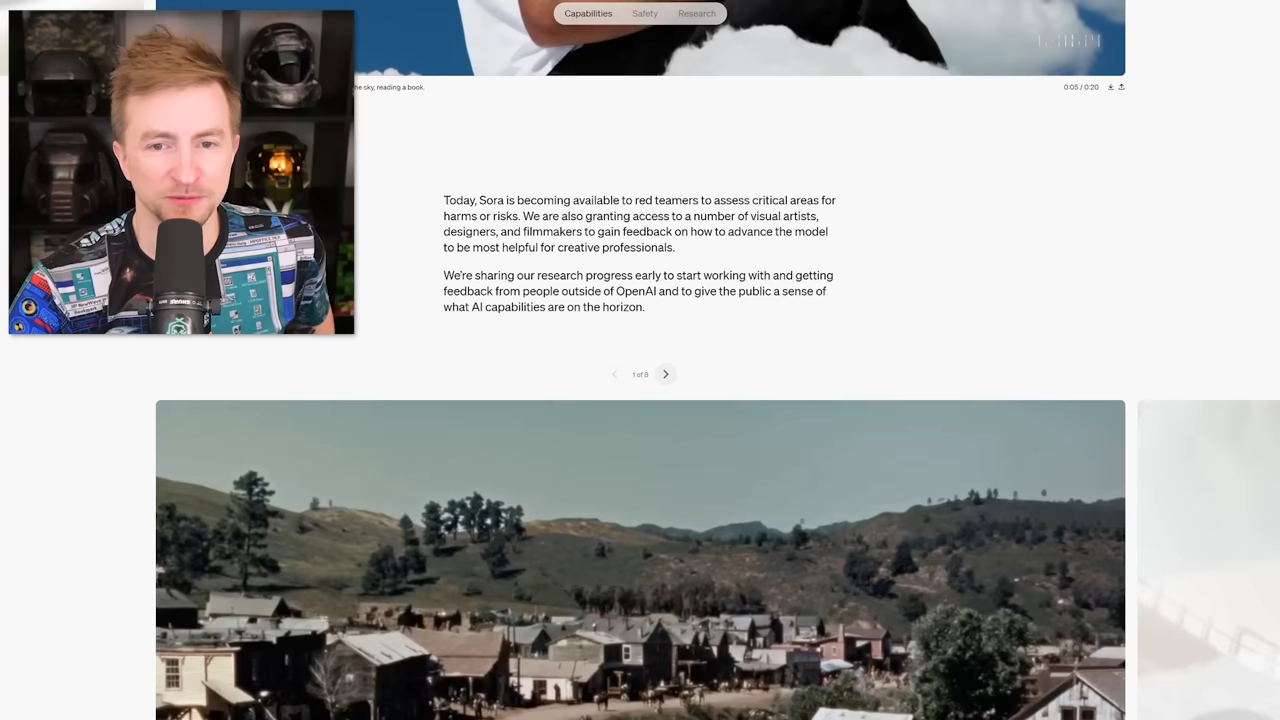 Capabilities Safety Research
he sky, reading a book.
0:05 / 0:20
Today, Sora is becoming available to red teamers to assess critical areas for
harms or risks. We are also granting access to a number of visual artists,
designers, and filmmakers to gain feedback on how to advance the model
to be most helpful for creative professionals.
We're sharing our research progress early to start working with and getting
feedback from people outside of OpenAI and to give the public a sense of
what AI capabilities are on the horizon.
1 of 8